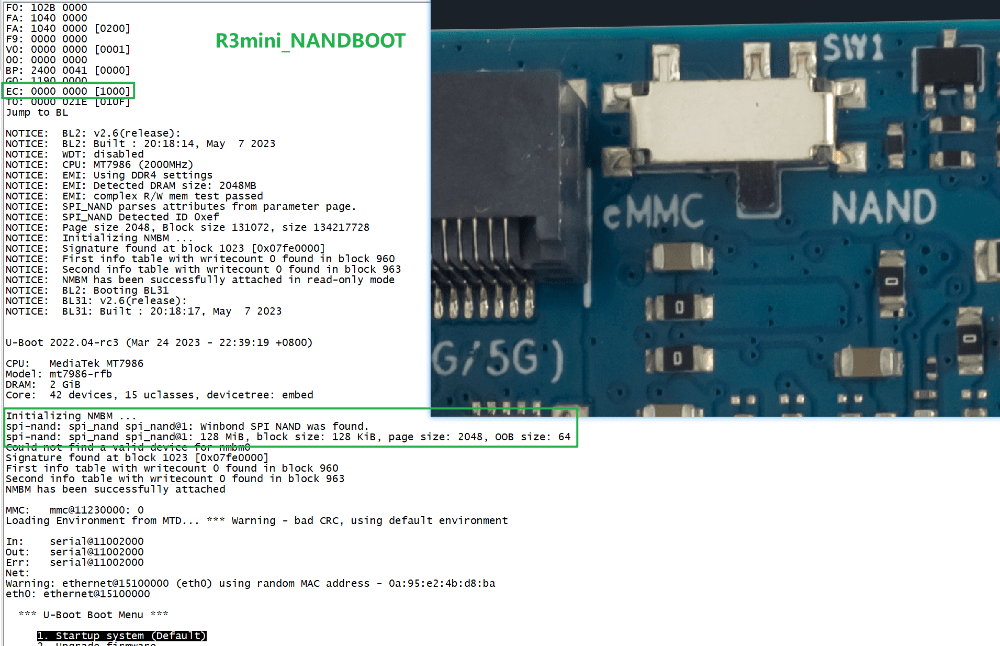 F0: 102B 0000
FA: 1040 0000
FA: 1040 0000 [0200]
F9: 0000 0000
V0: 0000 0000 [0001]
00: 0000 0000
BP: 2400 0041 [0000]
G0: 1190 0000
EC: 0000 0000 [1000]
T0: 0000 021E [010F]
Jump to BL
NOTICE: BL2: v2.6(release):
NOTICE: BL2: Built : 20:18:14, May 7 2023
NOTICE: WDT: disabled
NOTICE: CPU: MT7986 (2000MHz)
NOTICE: EMI: Using DDR4 settings
NOTICE: EMI: Detected DRAM size: 2048MB
NOTICE: EMI: complex R/W mem test passed
NOTICE: SPI_NAND parses attributes from parameter page.
NOTICE: SPI_NAND Detected ID 0xef
NOTICE: Page size 2048, Block size 131072, size 134217728
NOTICE: Initializing NMBM ...
NOTICE: Signature found at block 1023 [0x07fe0000]
NOTICE: First info table with writecount 0 found in block 960
NOTICE: Second info table with writecount 0 found in block 963
NOTICE: NMBM has been successfully attached in read-only mode
NOTICE: BL2: Booting BL31
NOTICE: BL31: v2.6(release):
NOTICE: BL31: Built : 20:18:17, May 7 2023
U-Boot 2022.04-rc3 (Mar 24 2023 - 22:39:19 +0800)
CPU: MediaTek MT7986
Model: mt7986-rfb
DRAM: 2 GiB
Core: 42 devices, 15 uclasses, devicetree: embed
Initializing NMBM ...
spi-nand: spi_nand spi_nand@1: Winbond SPI NAND was found.
spi-nand: spi_nand spi_nand@1: 128 MiB, block size: 128 KiB, page size: 2048, OOB size: 64
Could not find a valid device for nmbm0
Signature found at block 1023 [0x07fe0000]
First info table with writecount 0 found in block 960
Second info table with writecount 0 found in block 963
NMBM has been successfully attached
MMC: mmc@11230000: 0
Loading Environment from MTD... *** Warning - bad CRC, using default environment
In: serial@11002000
Out: serial@11002000
Err: serial@11002000
Net:
Warning: ethernet@15100000 (eth0) using random MAC address - 0a:95:e2:4b:d8:ba
eth0: ethernet@15100000
*** U-Boot Boot Menu ***
1. Startup system (Default)
2. Upgrade firmware
R3mini_NANDBOOT
SW1
eMMC
NAND
0
0
0
0
G/5G)